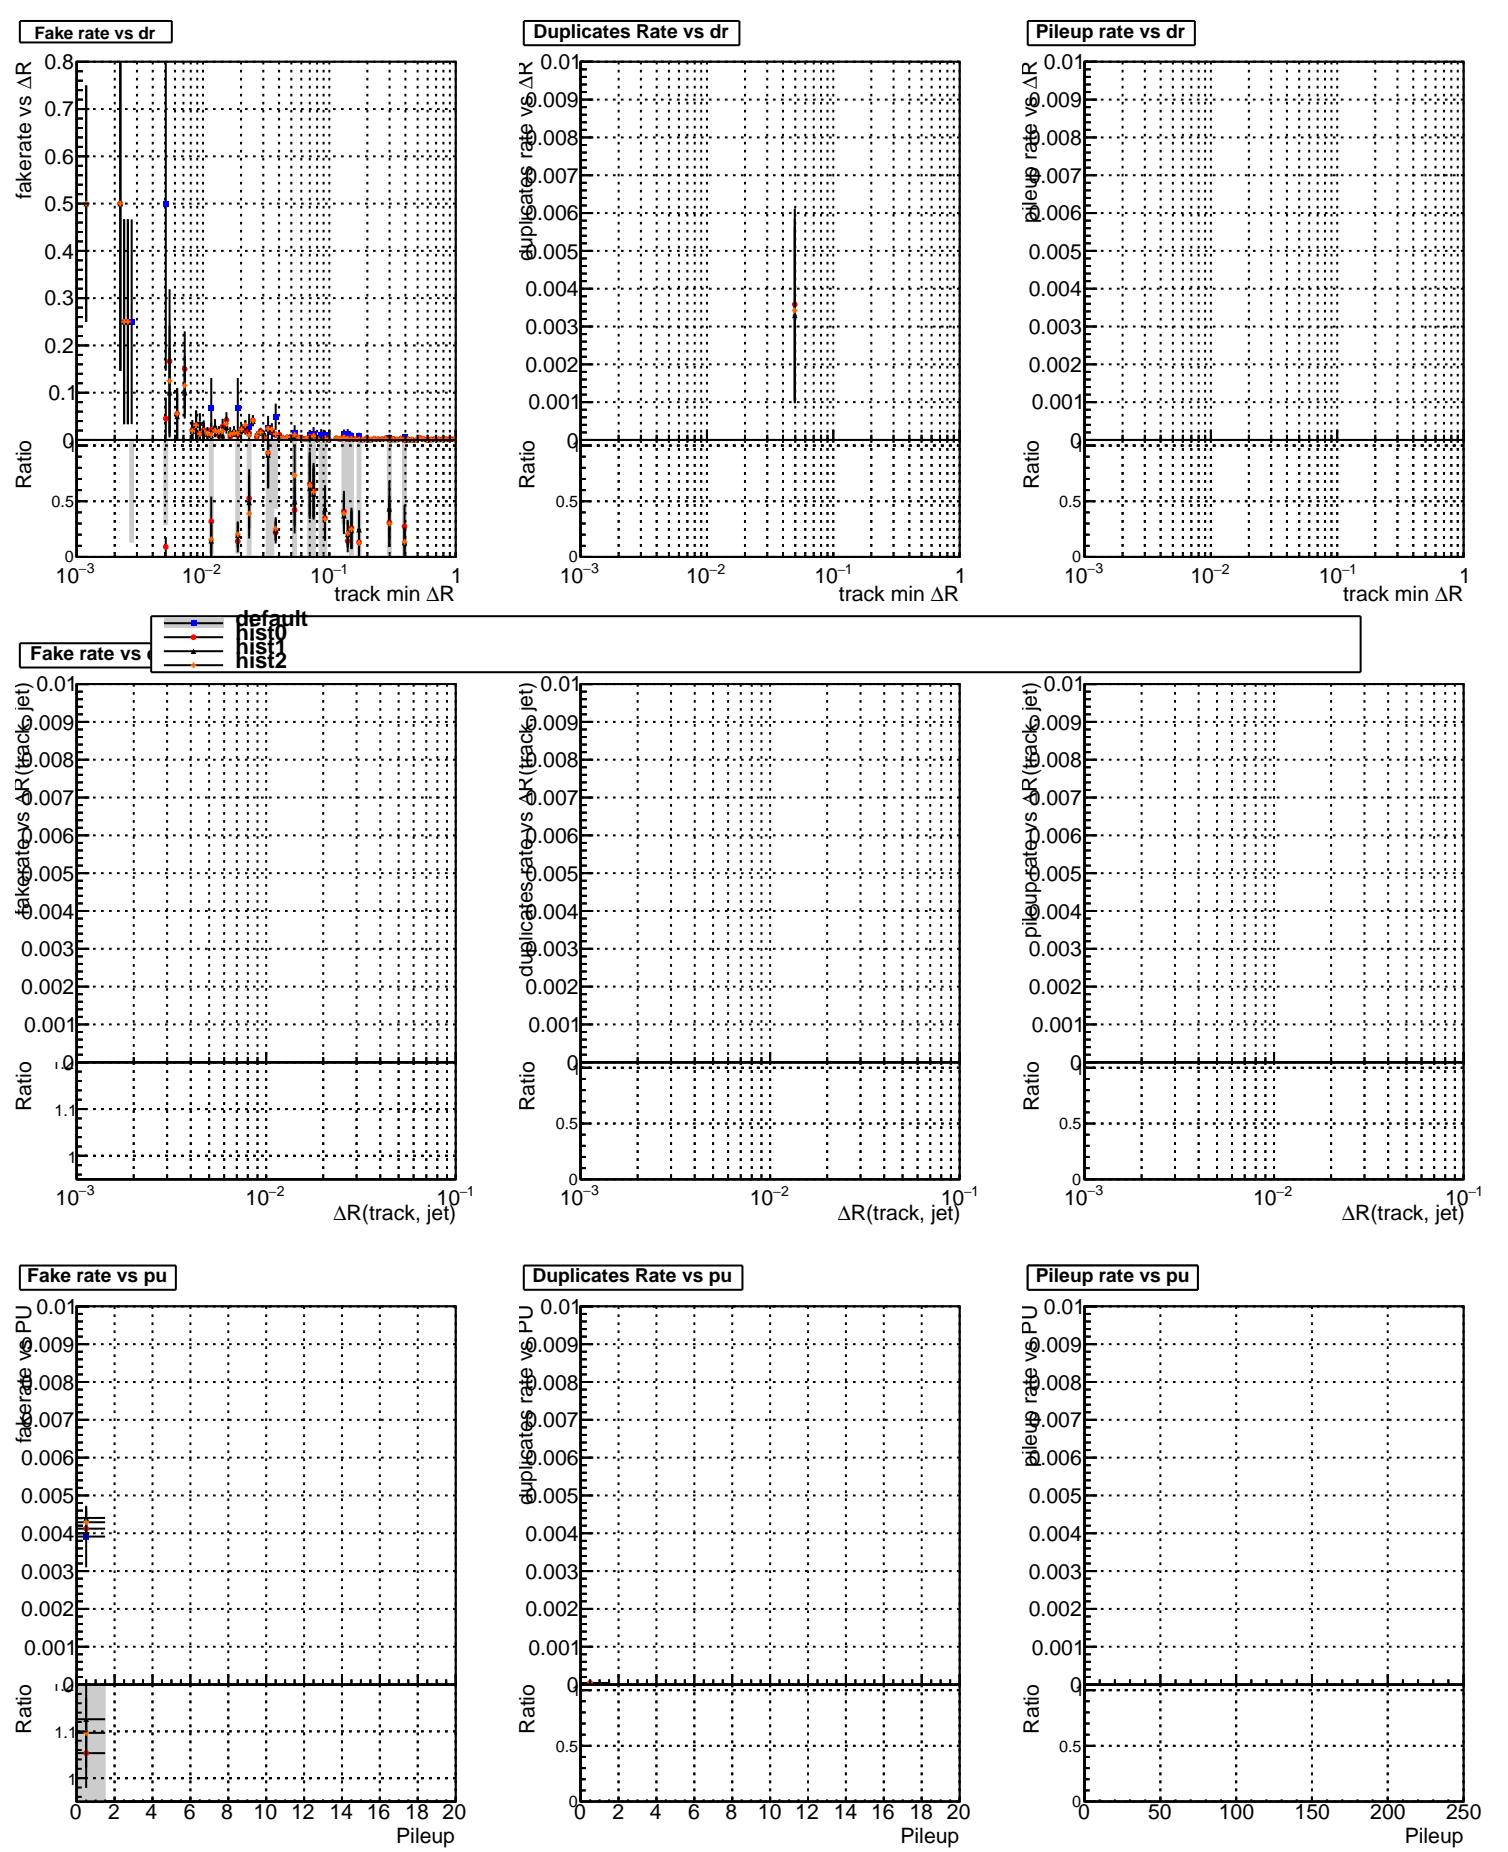 Fake rate vs dr
Duplicates Rate vs dr
Pileup rate vs dr
fakerate vs ΔR
0.8
0.7
0.6
0.5
0.4
0.3
0.2
0.1
0
Ratio
1
0.5
0
10⁻³ 10⁻² 10⁻¹ 1
track min ΔR
duplicates rate vs ΔR
0.01
0.009
0.008
0.007
0.006
0.005
0.004
0.003
0.002
0.001
0
Ratio
1
0.5
0
10⁻³ 10⁻² 10⁻¹ 1
track min ΔR
pileup rate vs ΔR
0.01
0.009
0.008
0.007
0.006
0.005
0.004
0.003
0.002
0.001
0
Ratio
1
0.5
0
10⁻³ 10⁻² 10⁻¹ 1
track min ΔR
default
hist0
hist1
hist2
Fake rate vs
fakerate vs ΔR(track, jet)
0.01
0.009
0.008
0.007
0.006
0.005
0.004
0.003
0.002
0.001
0
Ratio
1.1
1
10⁻³ 10⁻² 10⁻¹
ΔR(track, jet)
duplicates rate vs ΔR(track, jet)
0.01
0.009
0.008
0.007
0.006
0.005
0.004
0.003
0.002
0.001
0
Ratio
1
0.5
0
10⁻³ 10⁻² 10⁻¹
ΔR(track, jet)
pileup rate vs ΔR(track, jet)
0.01
0.009
0.008
0.007
0.006
0.005
0.004
0.003
0.002
0.001
0
Ratio
1
0.5
0
10⁻³ 10⁻² 10⁻¹
ΔR(track, jet)
Fake rate vs pu
Duplicates Rate vs pu
Pileup rate vs pu
fakerate vs PU
0.01
0.009
0.008
0.007
0.006
0.005
0.004
0.003
0.002
0.001
0
Ratio
1.1
1
0 2 4 6 8 10 12 14 16 18 20
Pileup
duplicates rate vs PU
0.01
0.009
0.008
0.007
0.006
0.005
0.004
0.003
0.002
0.001
0
Ratio
1
0.5
0
0 2 4 6 8 10 12 14 16 18 20
Pileup
pileup rate vs PU
0.01
0.009
0.008
0.007
0.006
0.005
0.004
0.003
0.002
0.001
0
Ratio
1
0.5
0
0 50 100 150 200 250
Pileup